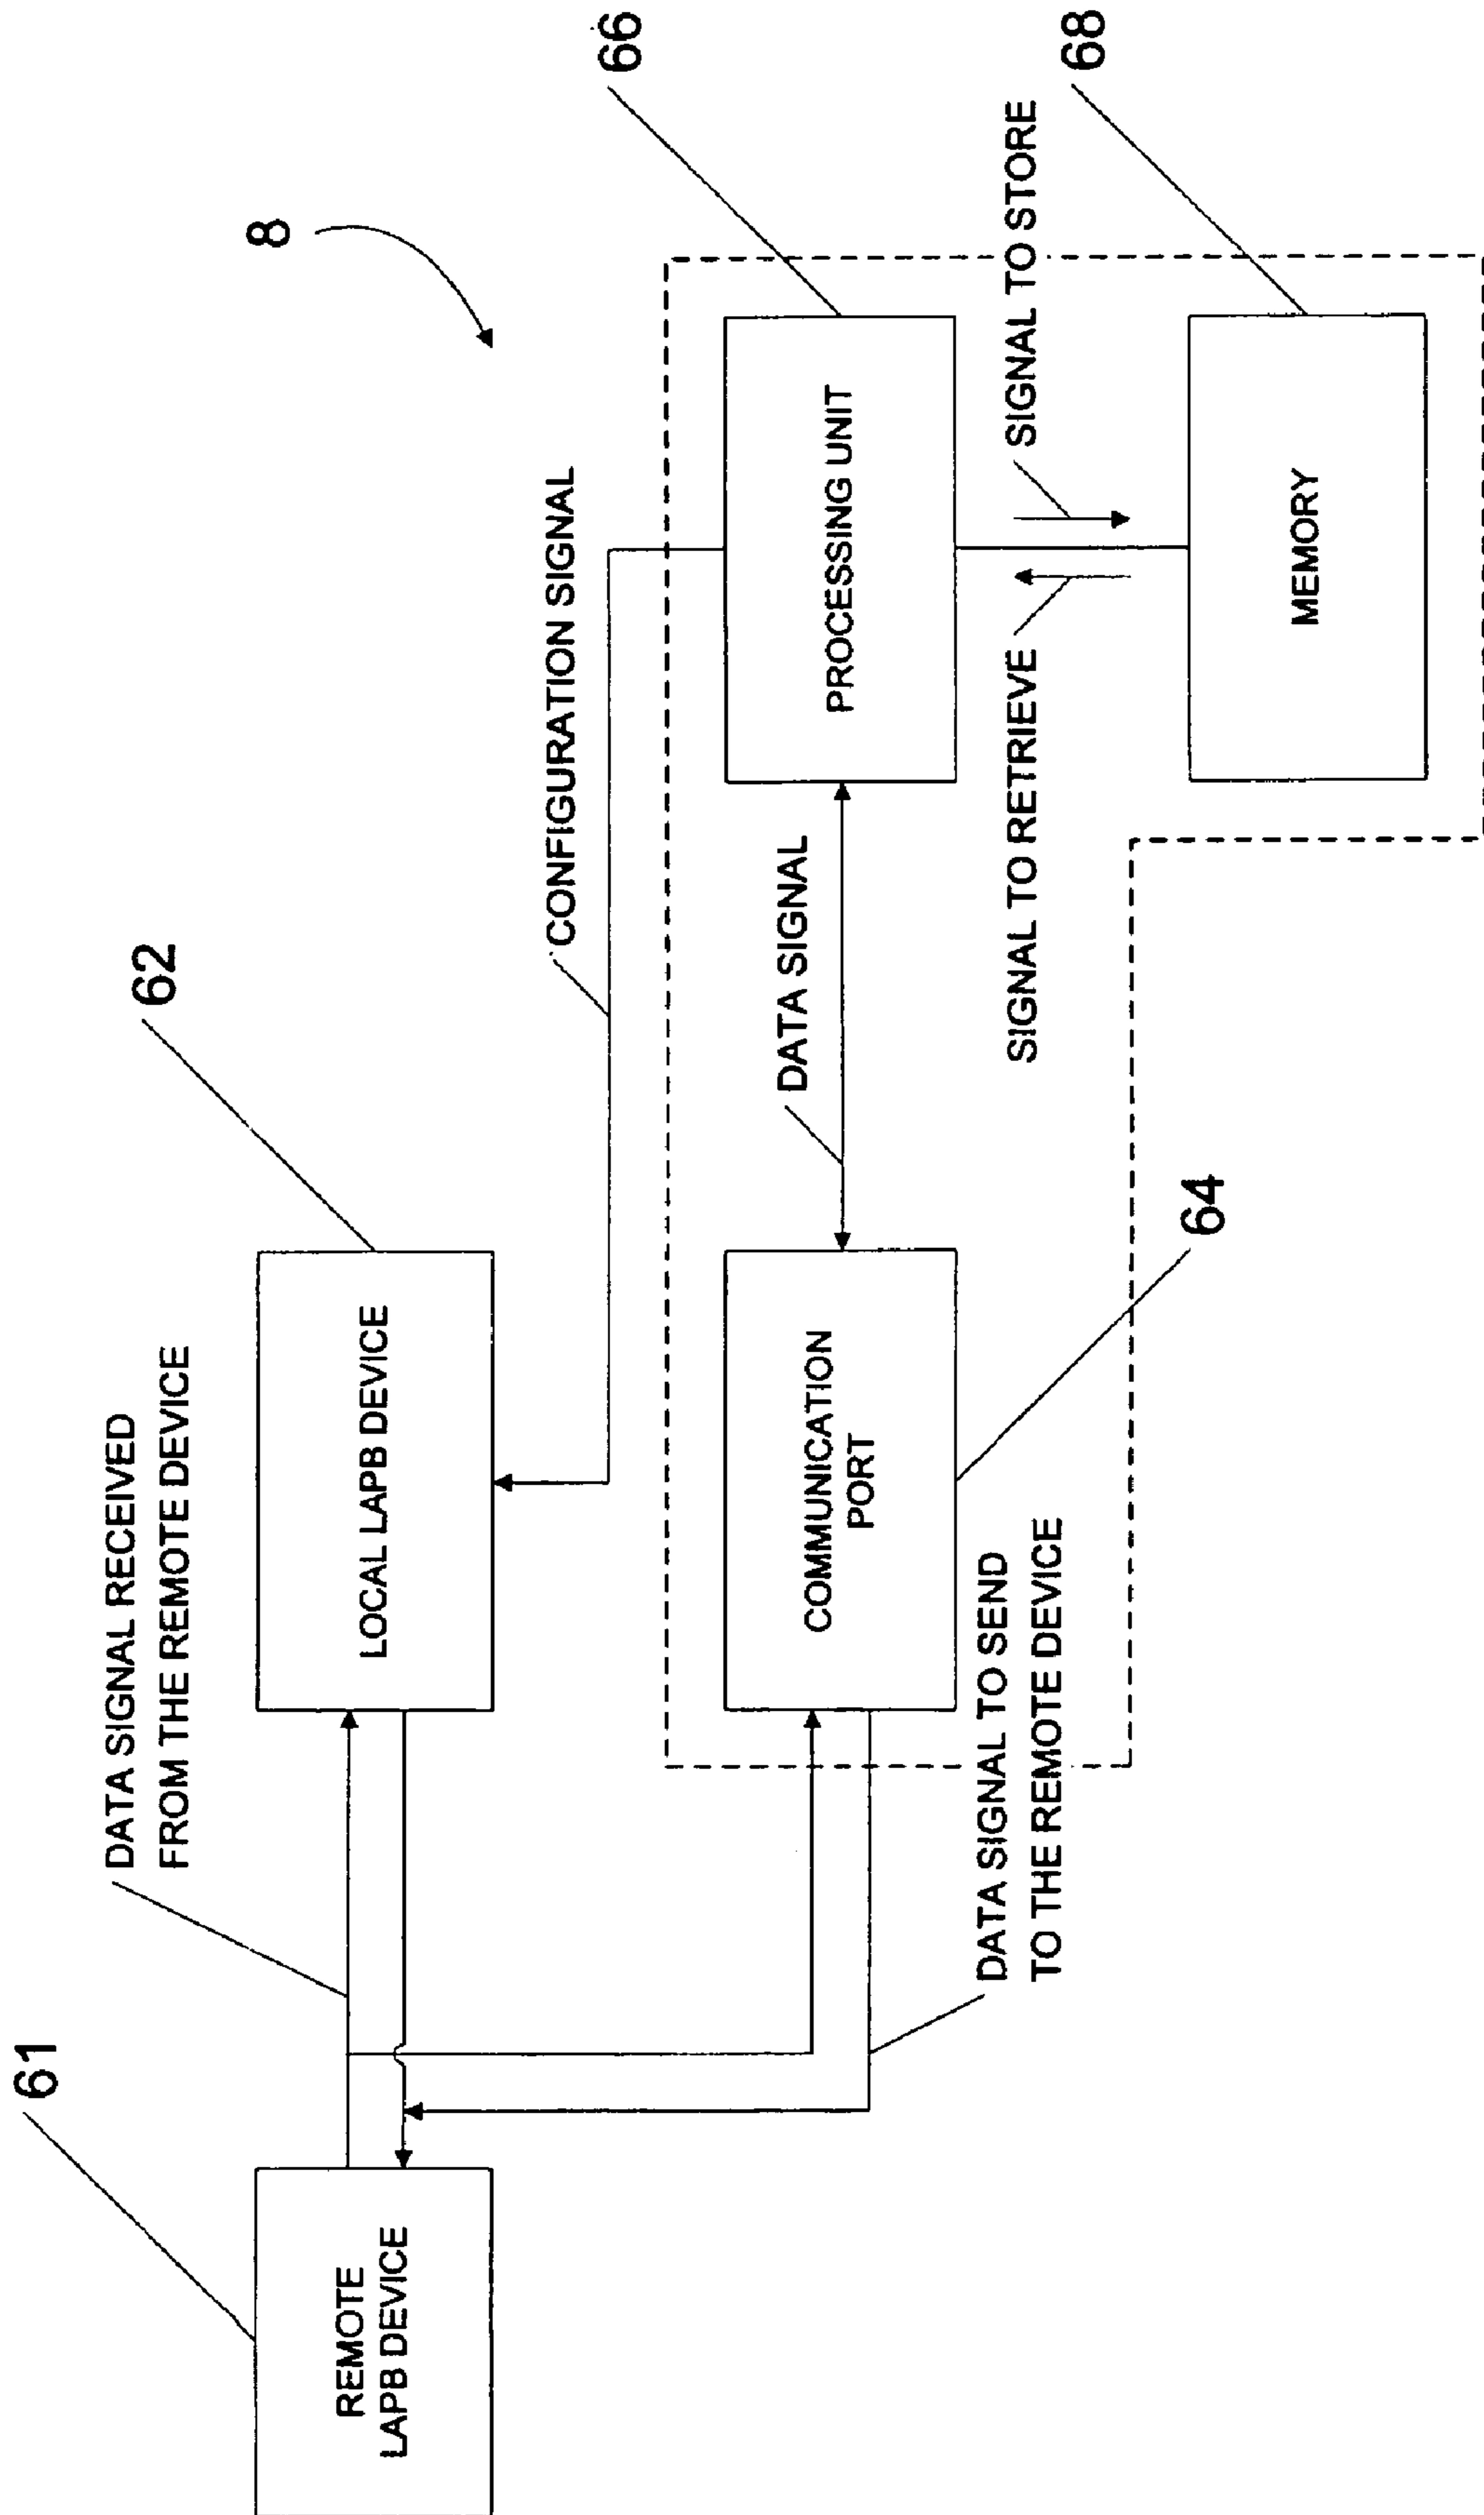 61
DATA SIGNAL RECEIVED
FROM THE REMOTE DEVICE
62
8
REMOTE
LAPB DEVICE
LOCAL LAPB DEVICE
CONFIGURATION SIGNAL
66
COMMUNICATION
PORT
DATA SIGNAL
PROCESSING UNIT
DATA SIGNAL TO SEND
TO THE REMOTE DEVICE
64
SIGNAL TO RETRIEVE
SIGNAL TO STORE
68
MEMORY